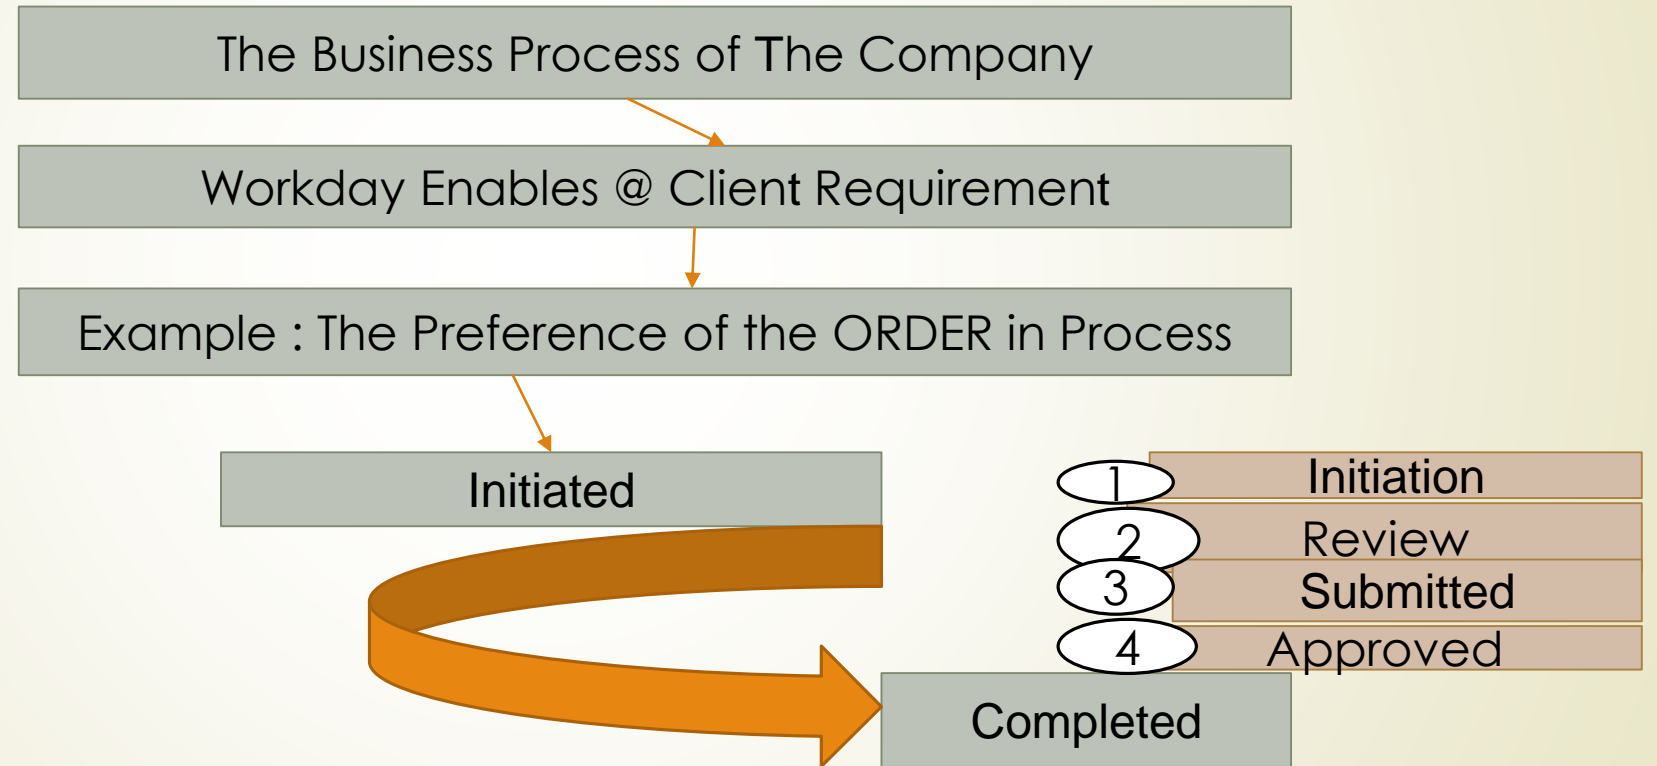 The Business Process of The Company
Workday Enables @ Client Requirement
Example : The Preference of the ORDER in Process
Initiated
1 Initiation
2 Review
3 Submitted
4 Approved
Completed